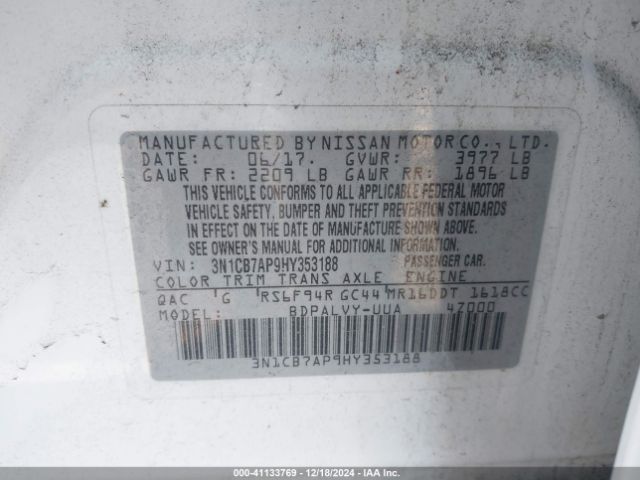 MANUFACTURED BY NISSAN MOTOR CO., LTD.
DATE: 06/17. GVWR: 3977 LB
GAWR FR: 2209 LB GAWR RR: 1896 LB
THIS VEHICLE CONFORMS TO ALL APPLICABLE FEDERAL MOTOR
VEHICLE SAFETY, BUMPER AND THEFT PREVENTION STANDARDS
IN EFFECT ON THE DATE OF MANUFACTURE SHOWN ABOVE.
SEE OWNER'S MANUAL FOR ADDITIONAL INFORMATION.
VIN: 3N1CB7AP9HY353188 PASSENGER CAR.
COLOR TRIM TRANS AXLE ENGINE
QAC G RS6F94R GC44 MR16DDT 1618CC
MODEL: BDPALVY-UUA 4Z000
3N1CB7AP9HY353188
000-41133769 - 12/18/2024 - IAA Inc.